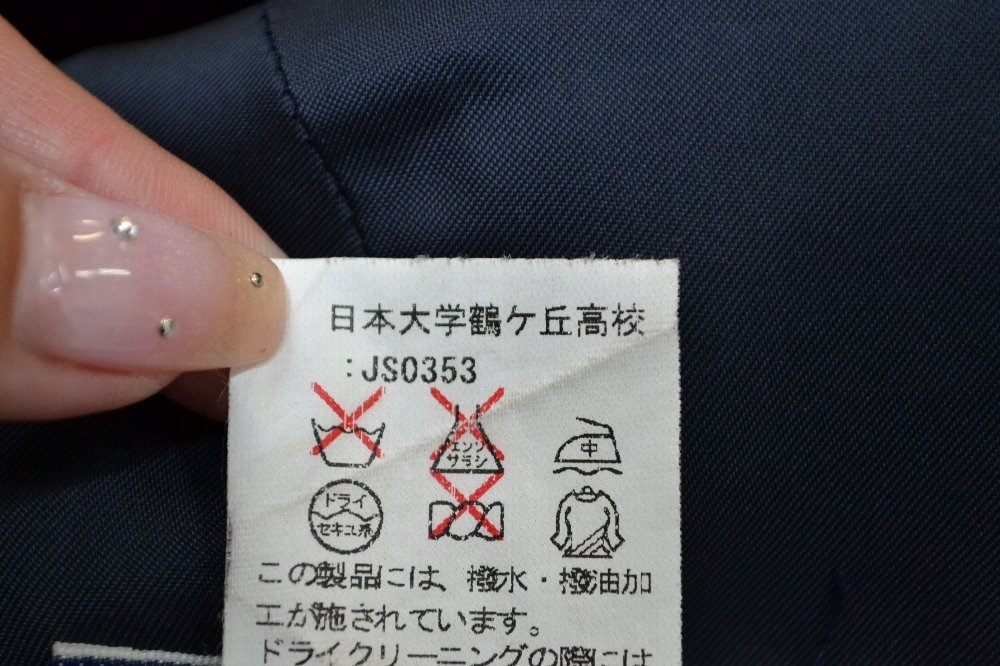 日本大学鶴ケ丘高校
:JS0353
エンソ
サラシ
中
ドライ
セキユ系
この製品には、撥水・撥油加
工が施されています。
ドライクリーニングの際には